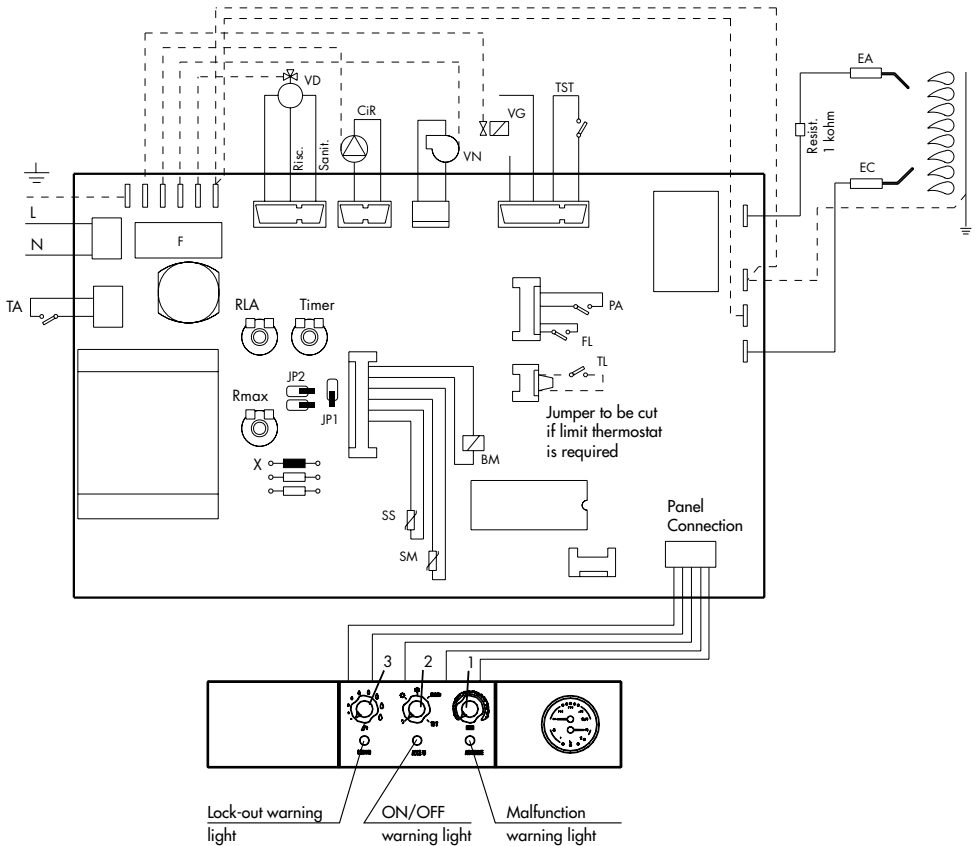 EA
VD
TST
CiR
VG
Resist.
1 kohm
Risc.
Sanit.
VN
EC
L
N
F
TA
RLA
Timer
PA
FL
TL
JP2
Rmax
JP1
Jumper to be cut
if limit thermostat
is required
X
BM
SS
SM
Panel
Connection
3
2
1
Lock-out warning
light
ON/OFF
warning light
Malfunction
warning light